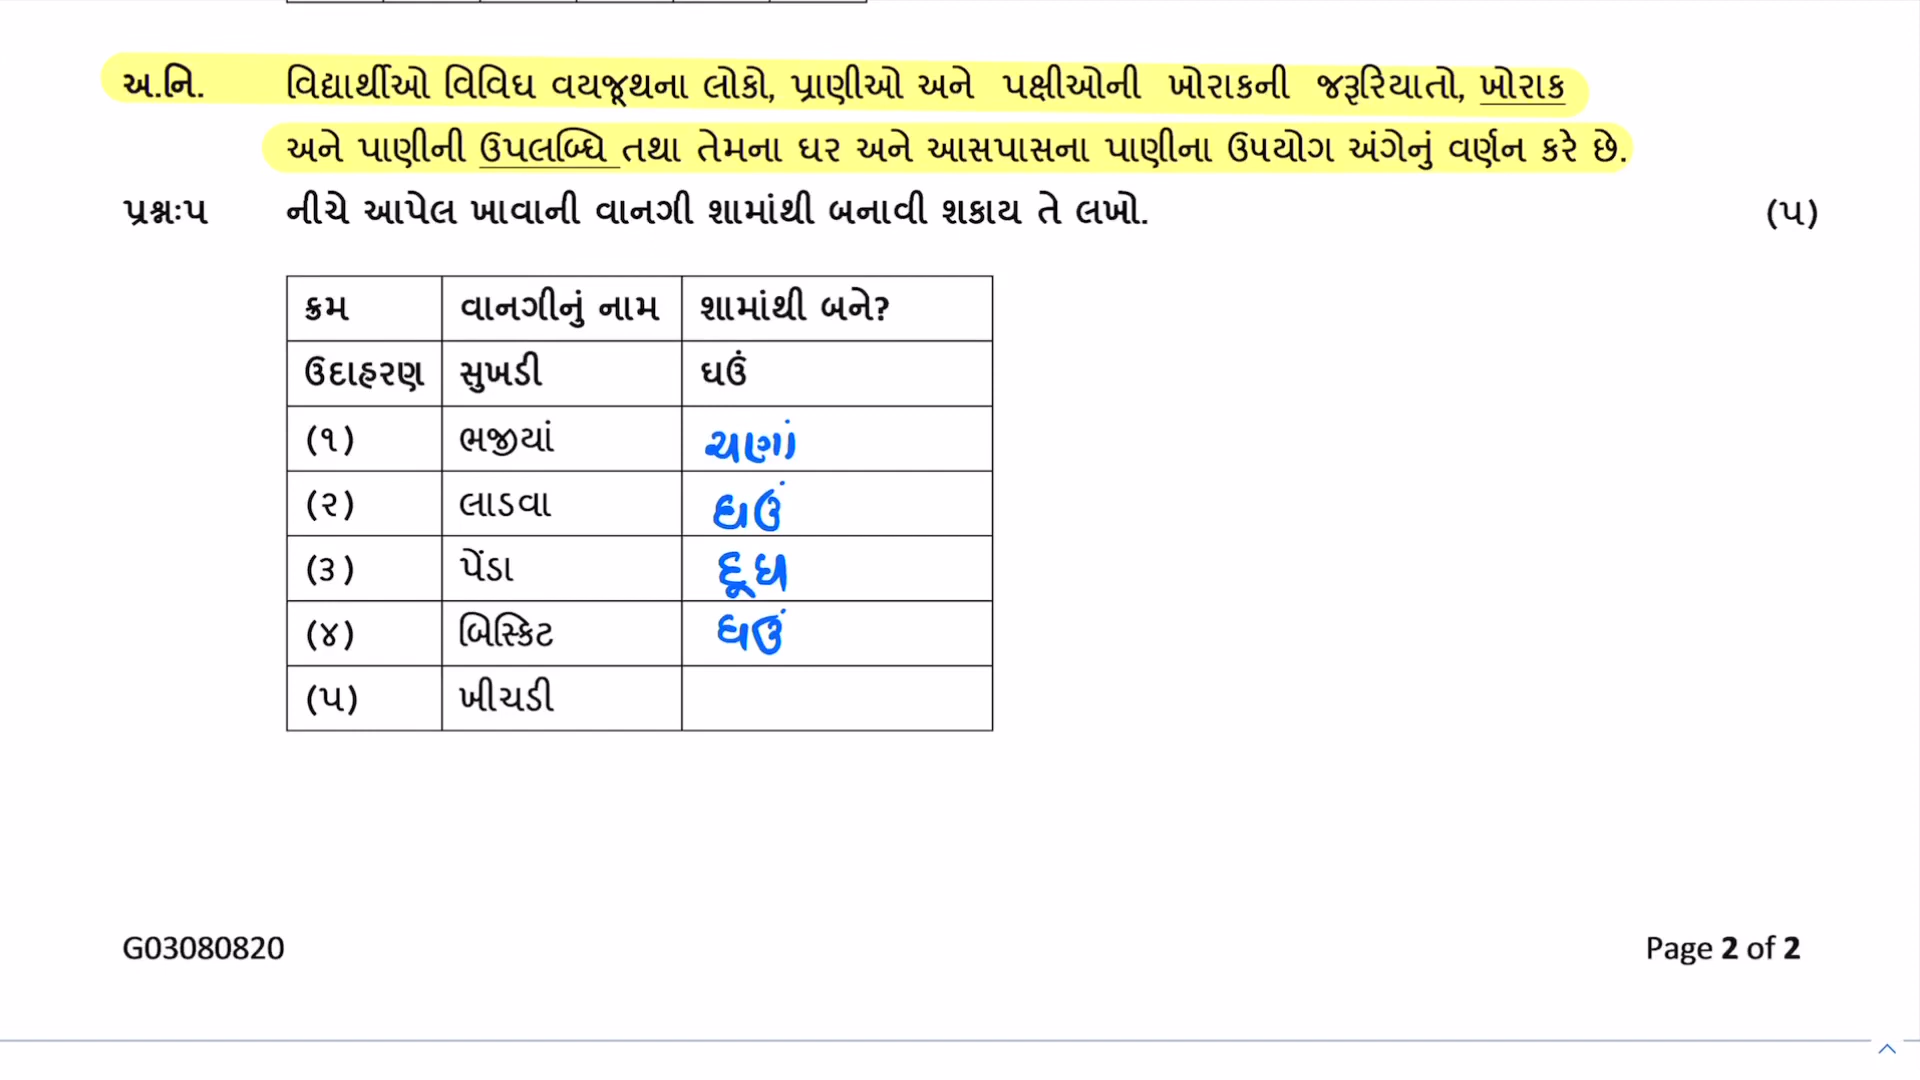 અ.નિ. વિદ્યાર્થીઓ વિવિધ વયજૂથના લોકો, પ્રાણીઓ અને પક્ષીઓની ખોરાકની જરૂરિયાતો, ખોરાક
અને પાણીની ઉપલબ્ધિ તથા તેમના ઘર અને આસપાસના પાણીના ઉપયોગ અંગેનું વર્ણન કરે છે.
પ્રશ્નઃ૫ નીચે આપેલ ખાવાની વાનગી શામાંથી બનાવી શકાય તે લખો. (૫)
ક્રમ વાનગીનું નામ શામાંથી બને?
ઉદાહરણ સુખડી ઘઉં
(૧) ભજીયાં ચણાં
(૨) લાડવા ઘઉં
(૩) પેંડા દૂધ
(૪) બિસ્કિટ ઘઉં
(૫) ખીચડી
G03080820 Page 2 of 2